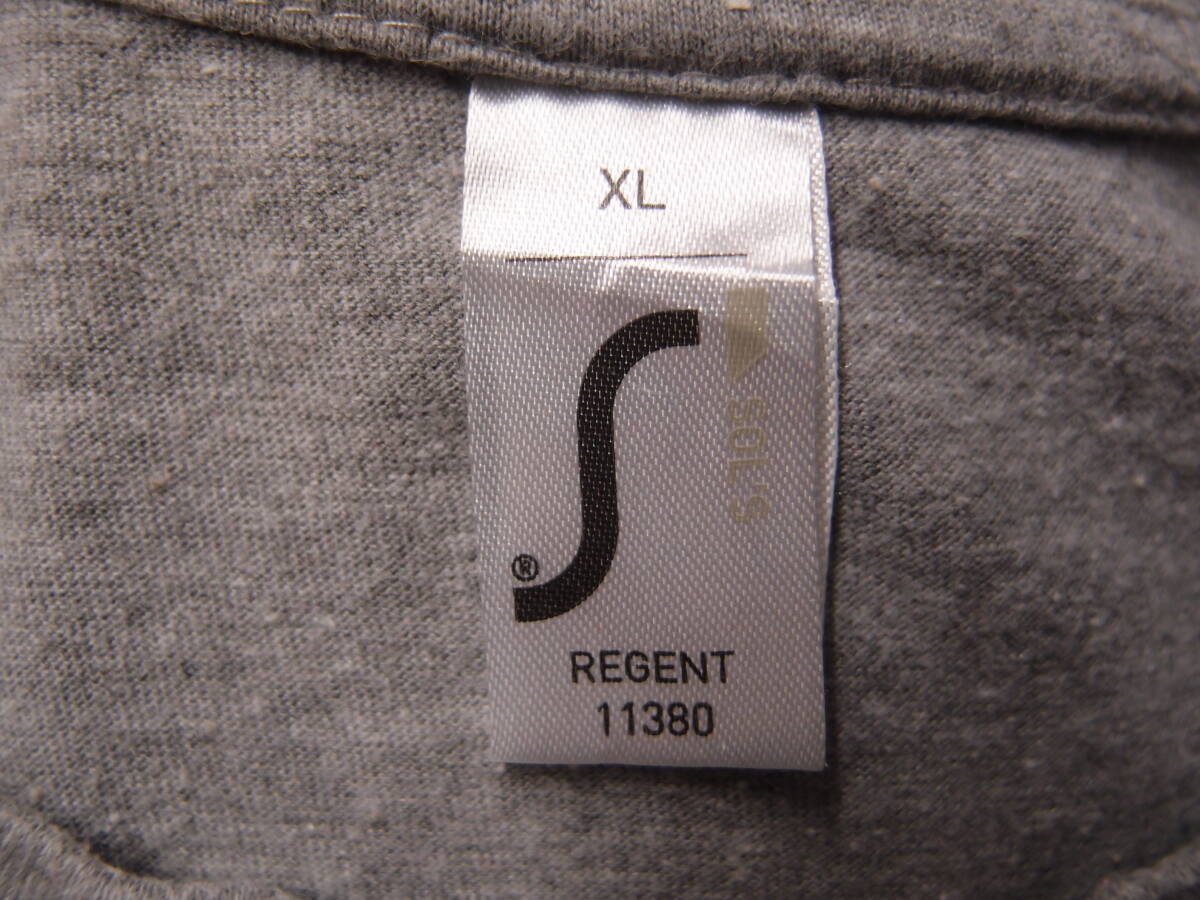 XL
S
®
SOL'S
REGENT
11380